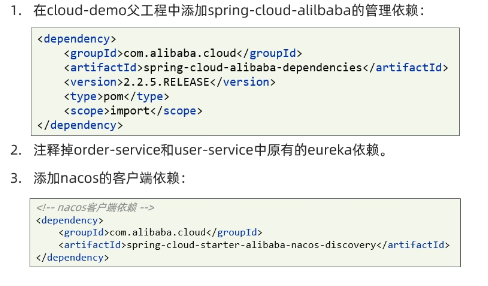 1. 在cloud-demo父工程中添加spring-cloud-alilbaba的管理依赖：
<dependency>
    <groupId>com.alibaba.cloud</groupId>
    <artifactId>spring-cloud-alibaba-dependencies</artifactId>
    <version>2.2.5.RELEASE</version>
    <type>pom</type>
    <scope>import</scope>
</dependency>
2. 注释掉order-service和user-service中原有的eureka依赖。
3. 添加nacos的客户端依赖：
<!-- nacos客户端依赖 -->
<dependency>
    <groupId>com.alibaba.cloud</groupId>
    <artifactId>spring-cloud-starter-alibaba-nacos-discovery</artifactId>
</dependency>